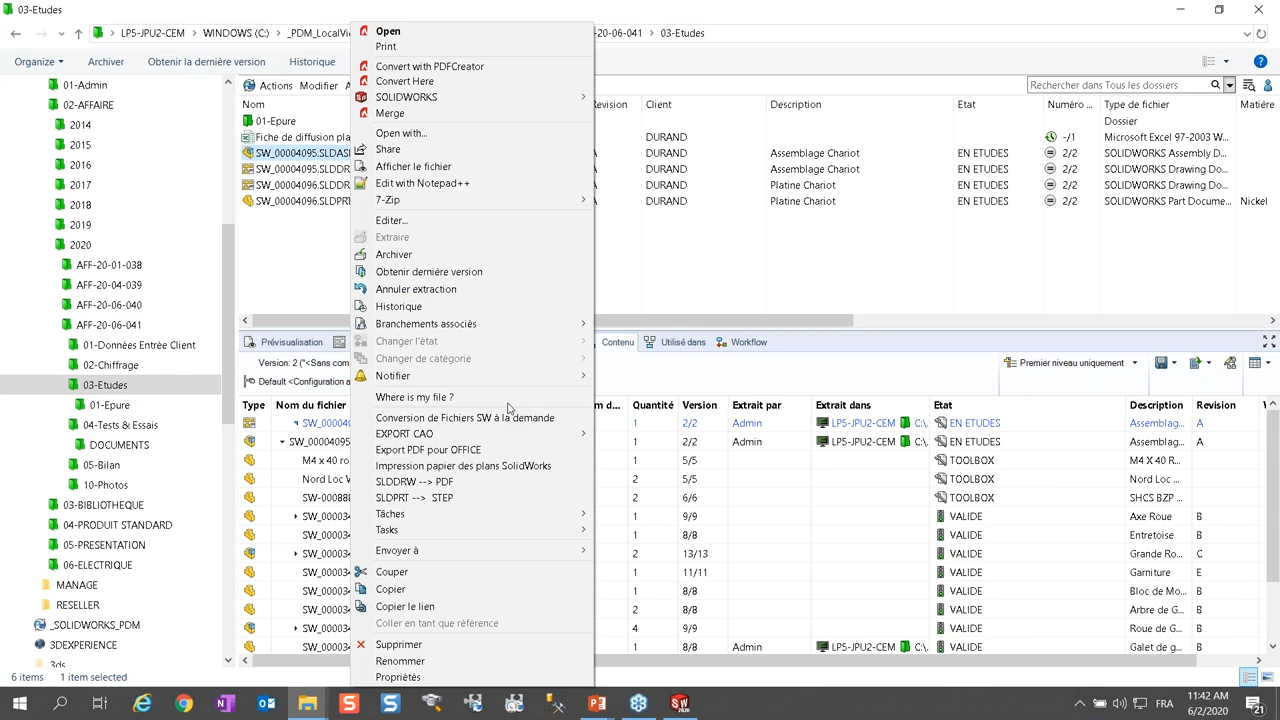 03-Etudes
LP5-JPU2-CEM > WINDOWS (C:) > _PDM_LocalVi
20-06-041 > 03-Etudes
Organize Archiver Obtenir la dernière version Historique
Actions Modifier A
Rechercher dans Tous les dossiers
Nom
Revision Client Description Etat Numéro ... Type de fichier Matière
01-Epure
Dossier
Fiche de diffusion pla
DURAND -/1 Microsoft Excel 97-2003 W...
SW_00004095.SLDAS
A DURAND Assemblage Chariot EN ETUDES 2/2 SOLIDWORKS Assembly D...
SW_00004095.SLDDR
DURAND Assemblage Chariot EN ETUDES 2/2 SOLIDWORKS Drawing Do...
SW_00004096.SLDDR
DURAND Platine Chariot EN ETUDES 2/2 SOLIDWORKS Drawing Do...
SW_00004096.SLDPR
A DURAND Platine Chariot EN ETUDES 2/2 SOLIDWORKS Part Docume... Nickel
01-Admin
02-AFFAIRE
2014
2015
2016
2017
2018
2019
2020
AFF-20-01-038
AFF-20-04-039
AFF-20-06-040
AFF-20-06-041
01-Données Entrée Client
02-Chiffrage
03-Etudes
01-Epure
04-Tests & Essais
DOCUMENTS
05-Bilan
10-Photos
03-BIBLIOTHEQUE
04-PRODUIT STANDARD
05-PRESENTATION
06-ELECTRIQUE
MANAGE
RESELLER
_SOLIDWORKS_PDM
3DEXPERIENCE
3ds
Open
Print
Convert with PDFCreator
Convert Here
SOLIDWORKS
Merge
Open with...
Share
Afficher le fichier
Edit with Notepad++
7-Zip
Editer...
Extraire
Archiver
Obtenir dernière version
Annuler extraction
Historique
Branchements associés
Changer l'état
Changer de catégorie
Notifier
Where is my file ?
Conversion de Fichiers SW à la demande
EXPORT CAO
Export PDF pour OFFICE
Impression papier des plans SolidWorks
SLDDRW --> PDF
SLDPRT --> STEP
Tâches
Tasks
Envoyer à
Couper
Copier
Copier le lien
Coller en tant que référence
Supprimer
Renommer
Propriétés
Prévisualisation
Contenu Utilisé dans Workflow
Version: 2 ("<Sans com
Default <Configuration a
Premier niveau uniquement
Type Nom du fichier
m d... Quantité Version Extrait par Extrait dans Etat Description Revision
SW_000040
1 2/2 Admin LP5-JPU2-CEM C:\, EN ETUDES Assemblag... A
SW_00004095
1 2/2 Admin LP5-JPU2-CEM C:\, EN ETUDES Assemblag... A
M4 x 40 ro
1 5/5 TOOLBOX M4 X 40 R...
Nord Loc W
2 5/5 TOOLBOX Nord Loc ...
SW-000888
2 6/6 TOOLBOX SHCS BZP ...
SW_000034
1 9/9 VALIDE Axe Roue B
SW_000034
1 8/8 VALIDE Entretoise B
SW_000034
2 13/13 VALIDE Grande Ro... C
SW_000034
1 11/11 VALIDE Garniture E
SW_000034
1 8/8 VALIDE Bloc de Mo... B
SW_000034
2 8/8 VALIDE Arbre de G... B
SW_000034
4 9/9 VALIDE Roue de G... B
SW_000034
1 8/8 Admin LP5-JPU2-CEM C:\, VALIDE Galet de g... B
6 items 1 item selected
FRA
11:42 AM
6/2/2020
21